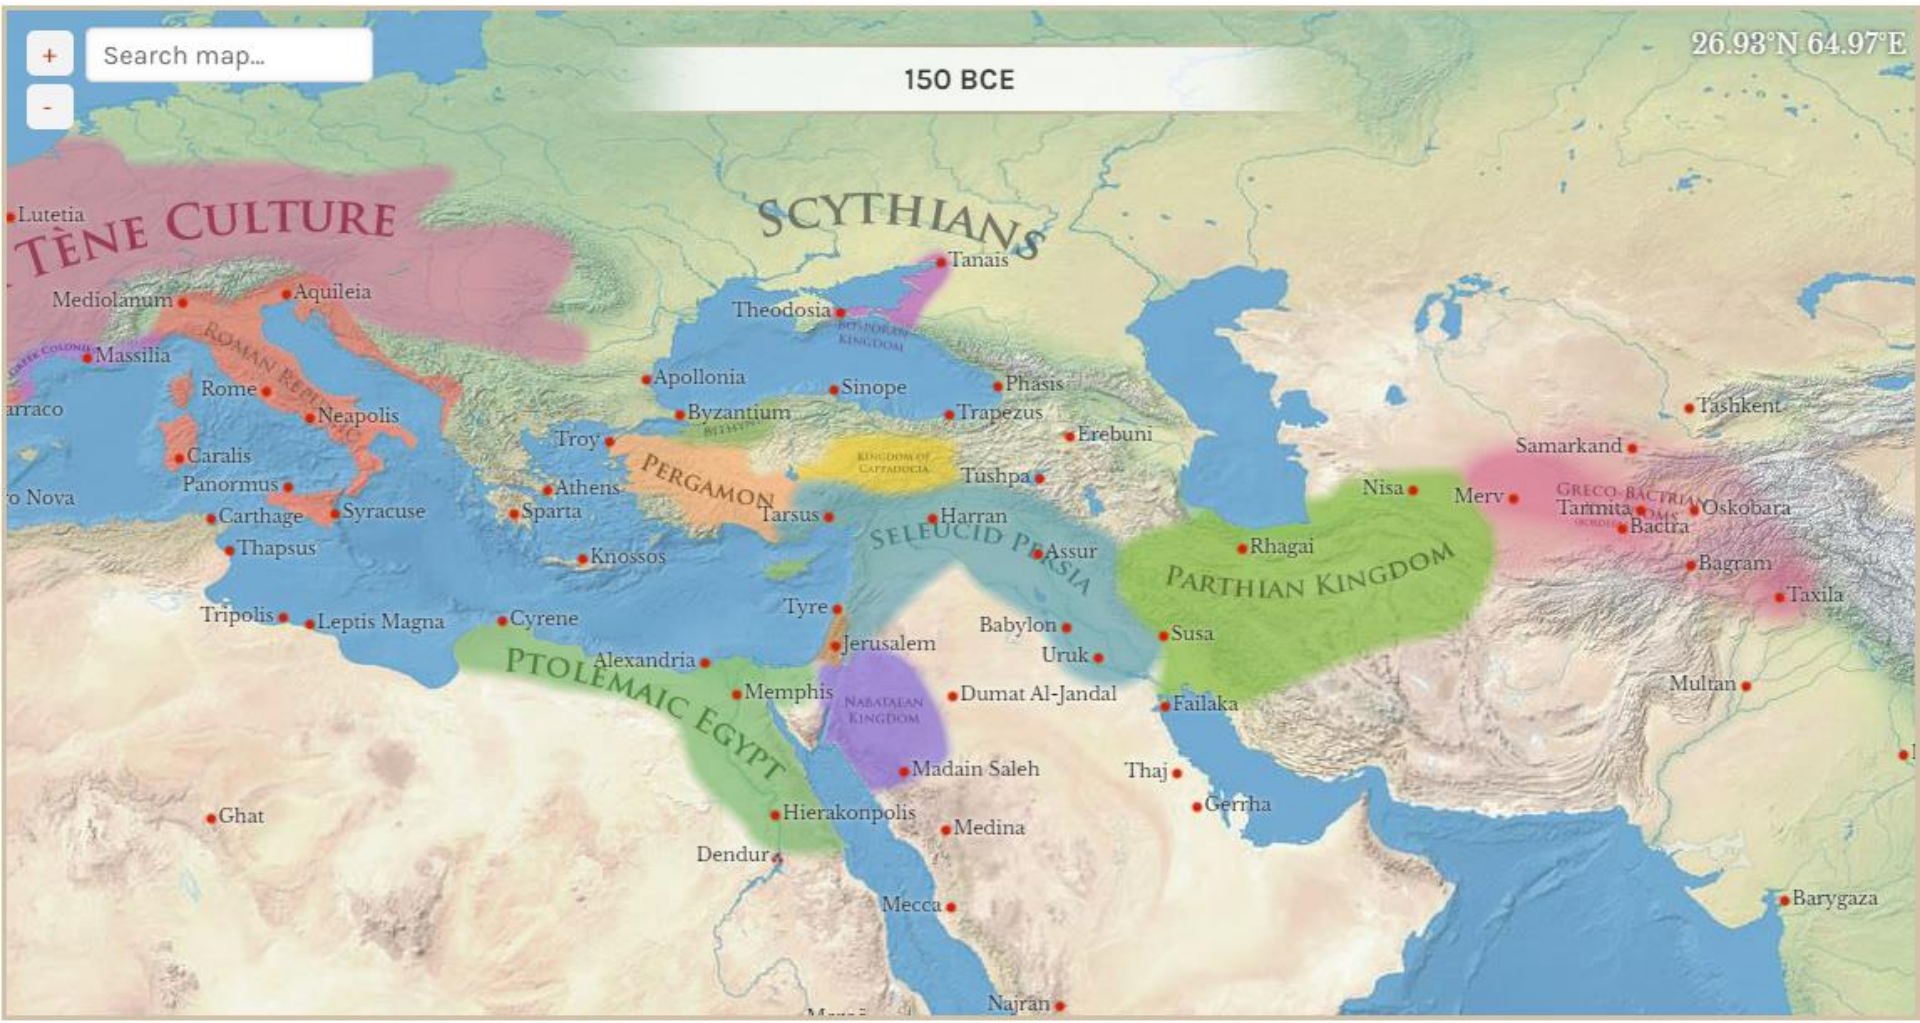 +
Search map...
-
150 BCE
26.93°N 64.97°E
Lutetia
TÈNE CULTURE
SCYTHIANS
Tanais
Mediolanum
Aquileia
Theodosia
BOSPORAN
KINGDOM
ROMAN REPUBLIC
Massilia
Rome
Neapolis
Apollonia
Sinope
Phasis
arraco
Byzantium
Trapezus
Tashkent
BITHYNIA
Troy
Erebuni
Samarkand
Caralis
PERGAMON
KINGDOM OF
CAPPADUCIA
Tushpa
Panormus
Athens
Nisa
Merv
GRECO-BACTRIAN
ro Nova
Carthage
Syracuse
Sparta
Tarsus
Harran
Tarmita
Oskobara
Bactra
SELEUCID PERSIA
Assur
Rhagai
Thapsus
Knossos
PARTHIAN KINGDOM
Bagram
Taxila
Tyre
Tripolis
Leptis Magna
Cyrene
Babylon
Susa
Jerusalem
Uruk
PTOLEMAIC EGYPT
Alexandria
Memphis
Dumat Al-Jandal
Multan
NABATAEAN
KINGDOM
Failaka
Madain Saleh
Thaj
Gerrha
Ghat
Hierakonpolis
Medina
Dendur
Mecca
Barygaza
Najran